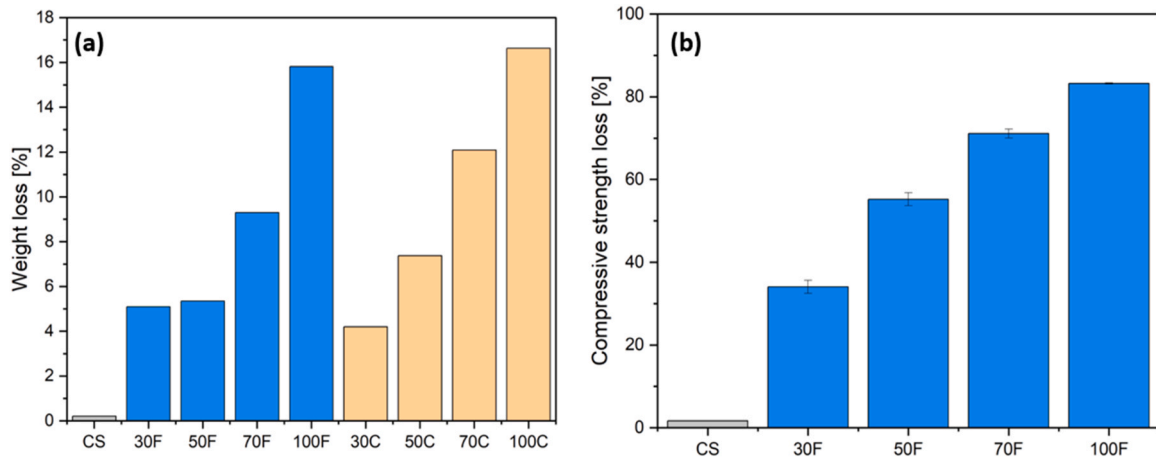 (a)
Weight loss [%]
18
16
14
12
10
8
6
4
2
0
CS 30F 50F 70F 100F 30C 50C 70C 100C
(b)
Compressive strength loss [%]
100
80
60
40
20
0
CS 30F 50F 70F 100F